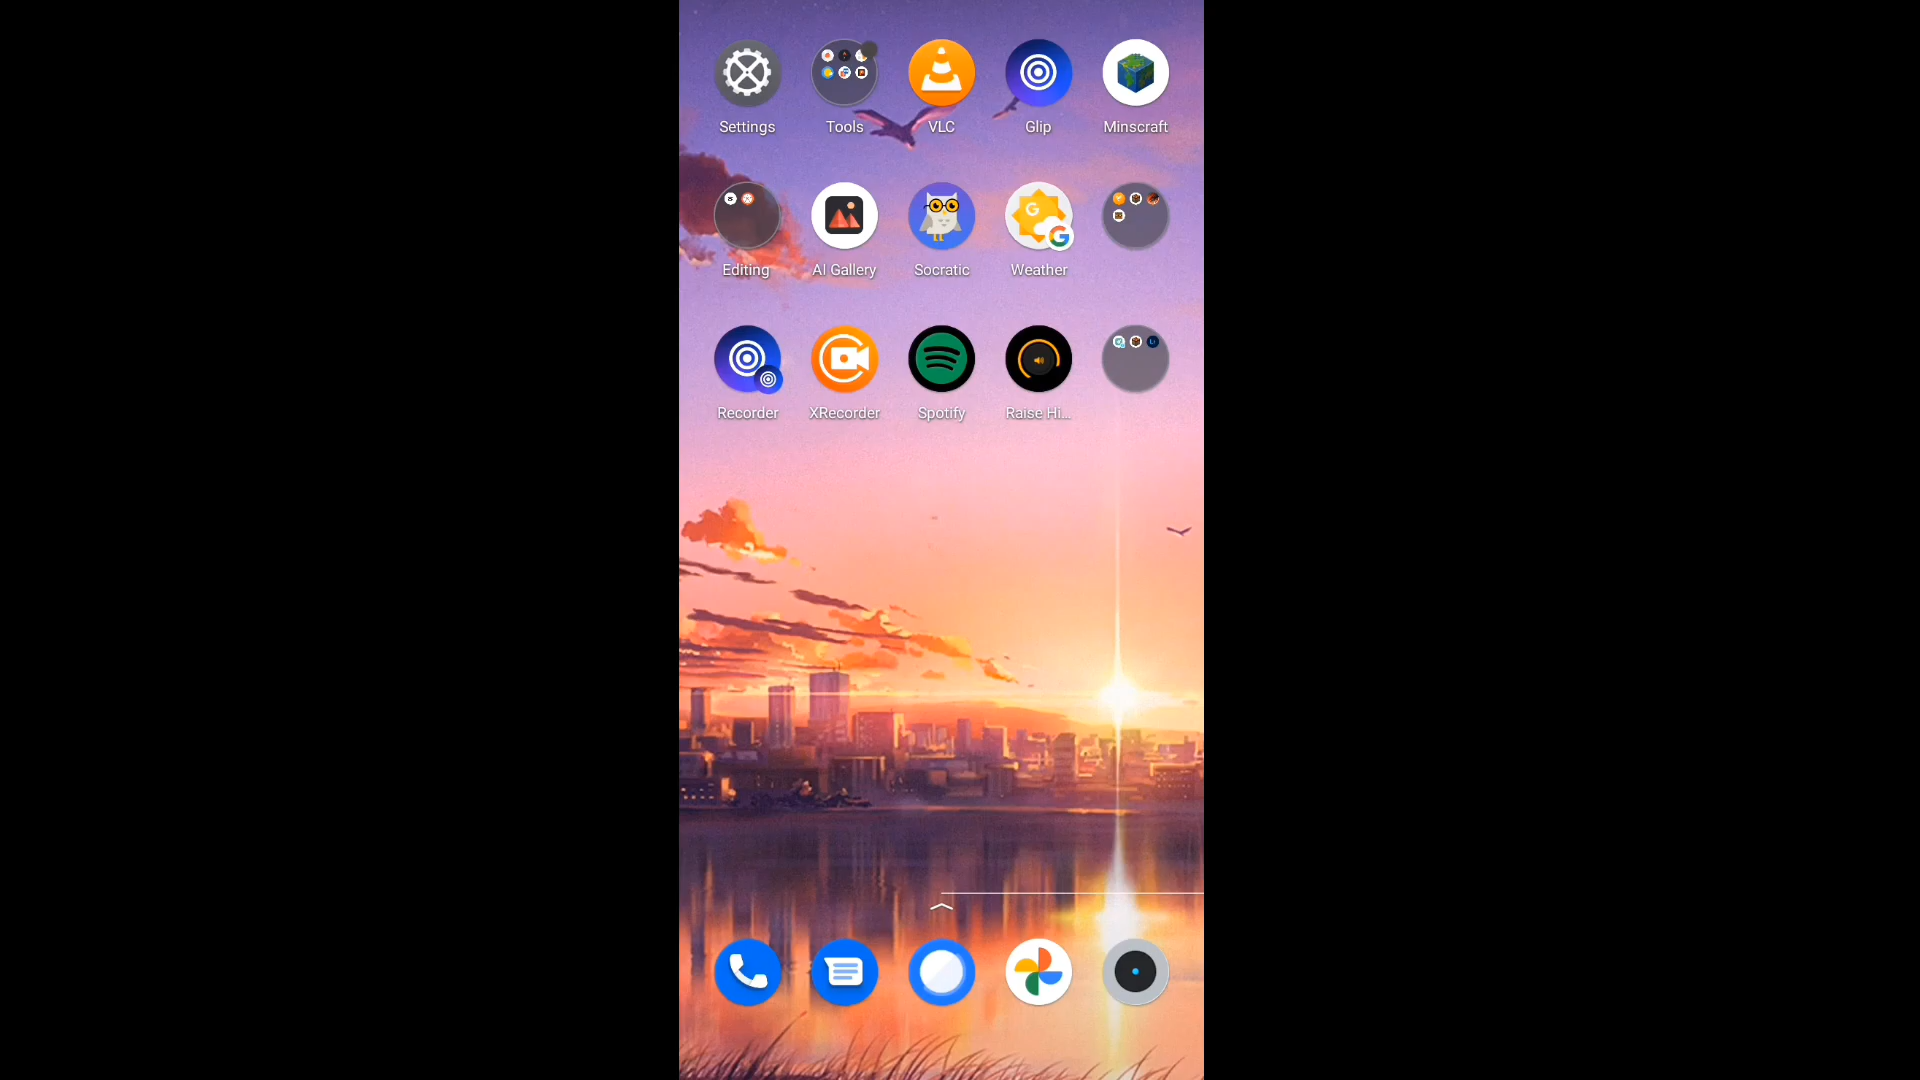 Settings
Tools
VLC
Glip
Minscraft
Editing
AI Gallery
Socratic
Weather
Recorder
XRecorder
Spotify
Raise Hi...